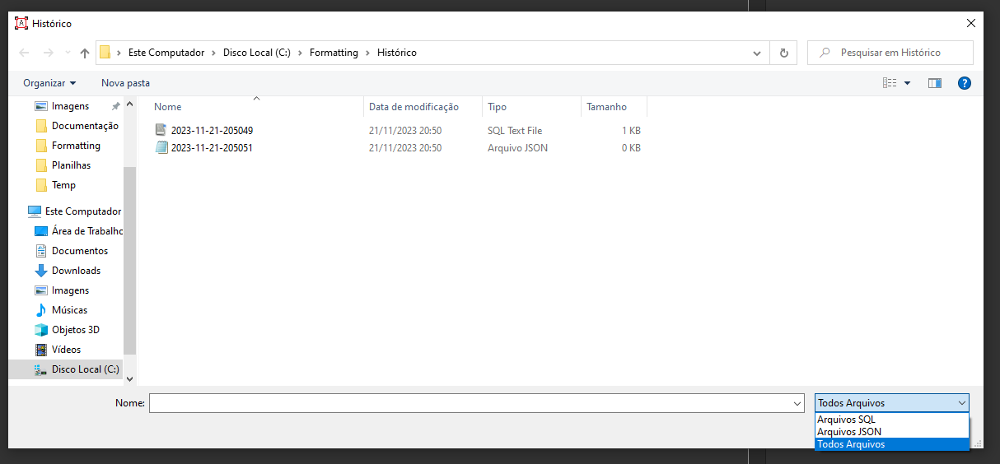 Histórico
Este Computador > Disco Local (C:) > Formatting > Histórico
Pesquisar em Histórico
Organizar
Nova pasta
Imagens
Documentação
Formatting
Planilhas
Temp
Este Computador
Área de Trabalho
Documentos
Downloads
Imagens
Músicas
Objetos 3D
Vídeos
Disco Local (C:)
Nome Data de modificação Tipo Tamanho
2023-11-21-205049 21/11/2023 20:50 SQL Text File 1 KB
2023-11-21-205051 21/11/2023 20:50 Arquivo JSON 0 KB
Nome:
Todos Arquivos
Arquivos SQL
Arquivos JSON
Todos Arquivos